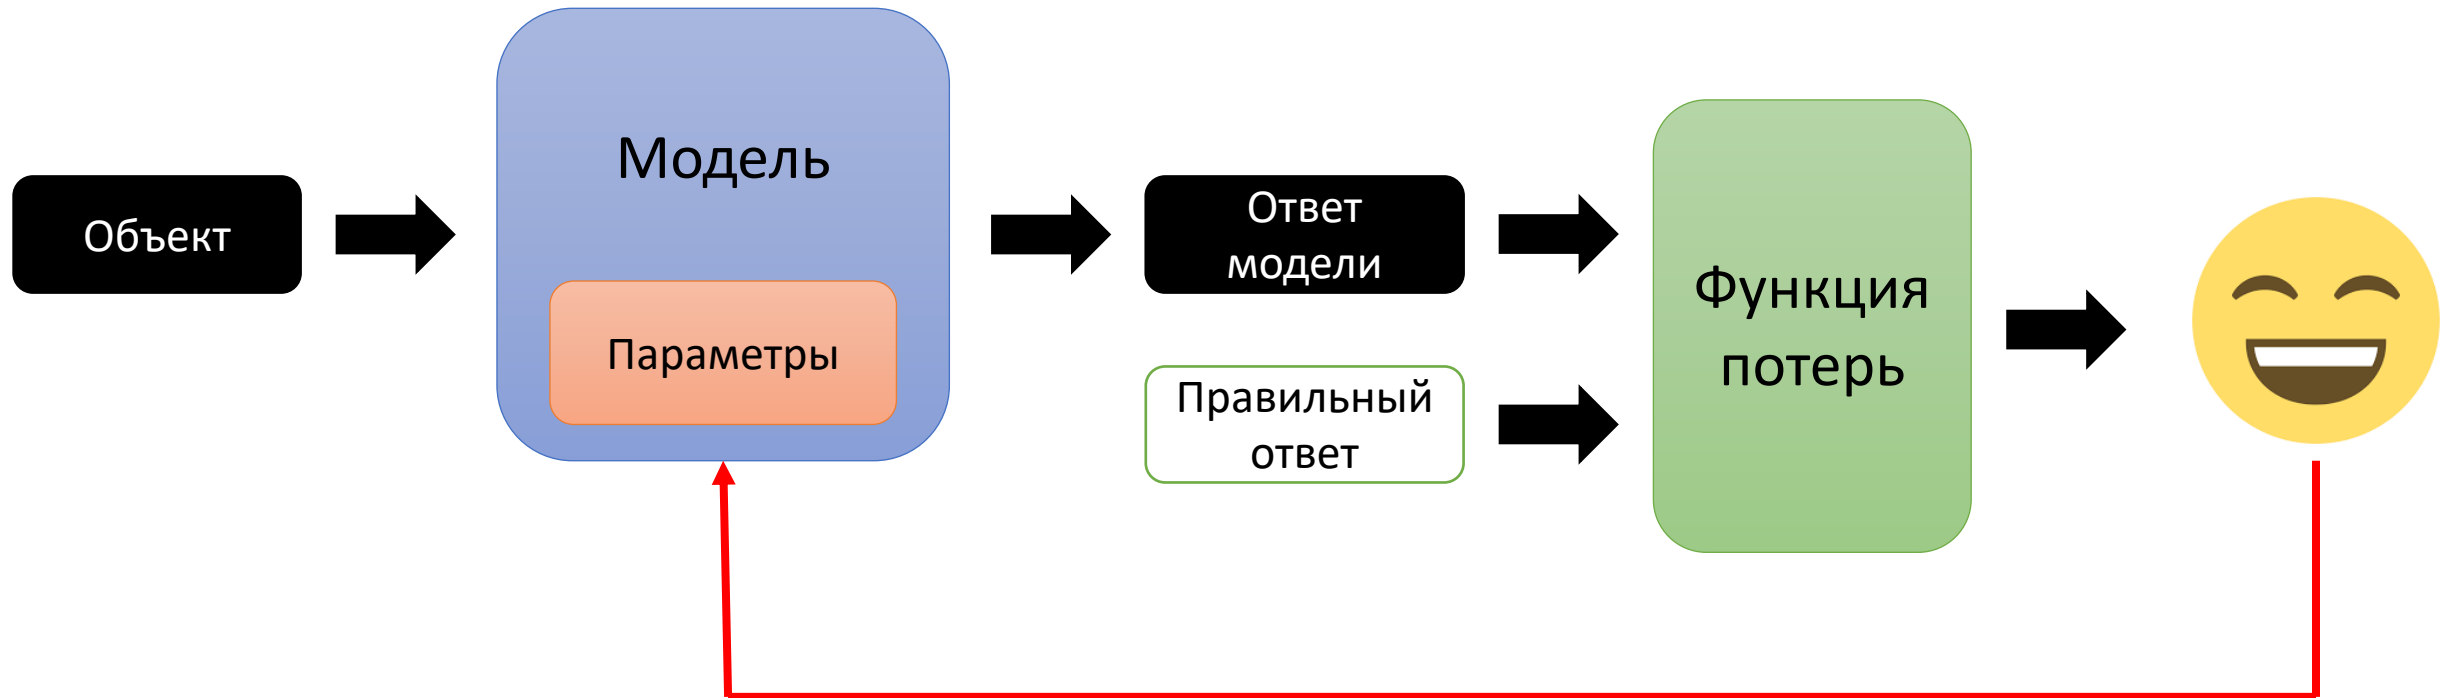 Объект
Модель
Параметры
Ответ
модели
Правильный
ответ
Функция
потерь